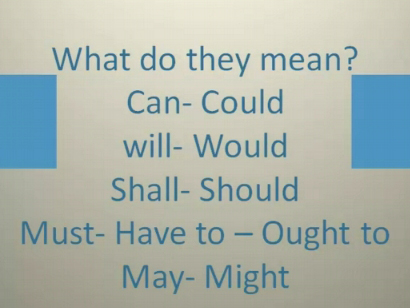 What do they mean?
Can- Could
will- Would
Shall- Should
Must- Have to – Ought to
May- Might